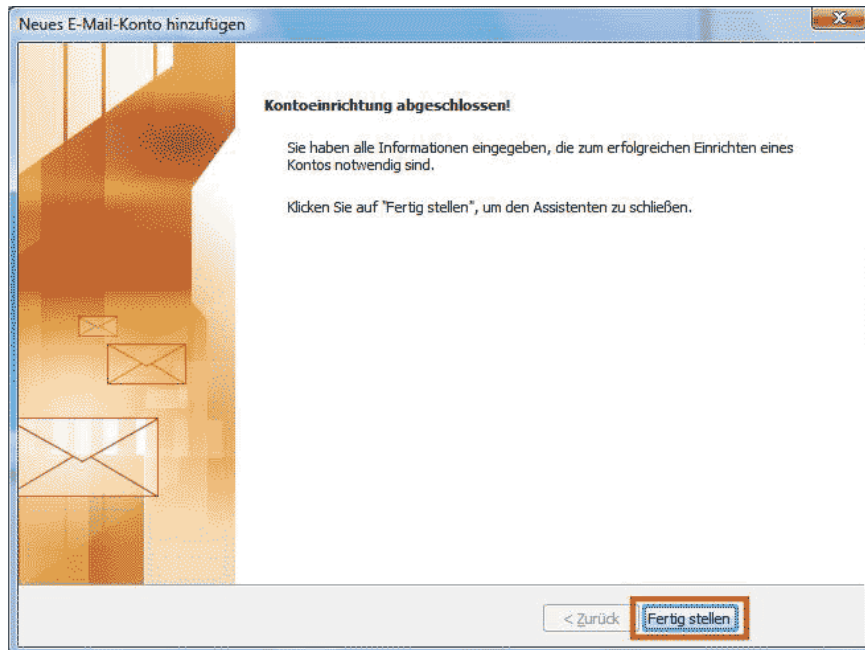 Neues E-Mail-Konto hinzufügen
Kontoeinrichtung abgeschlossen!
Sie haben alle Informationen eingegeben, die zum erfolgreichen Einrichten eines
Kontos notwendig sind.
Klicken Sie auf "Fertig stellen", um den Assistenten zu schließen.
< Zurück
Fertig stellen